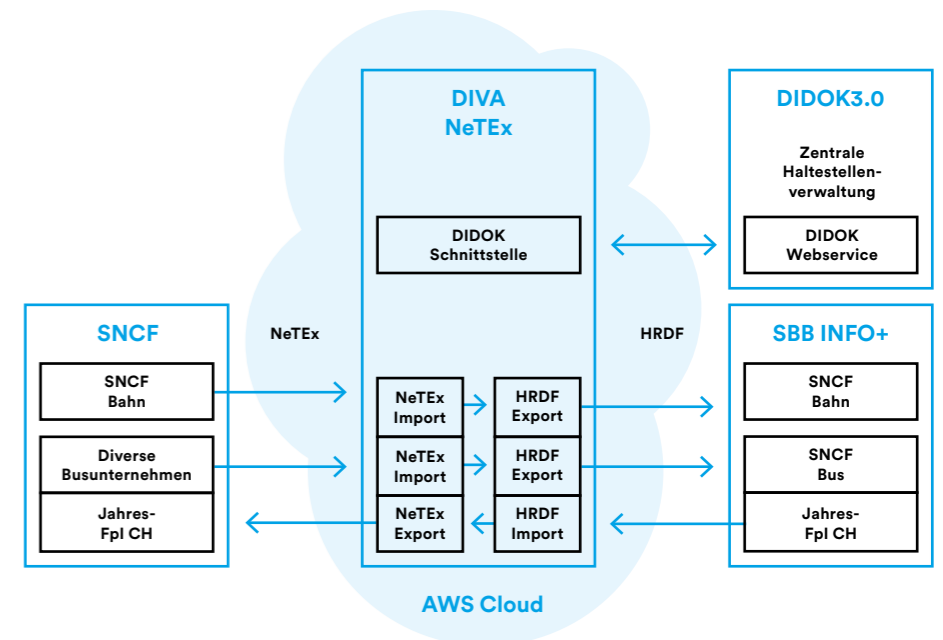 DIVA
NeTEx
DIDOK
Schnittstelle
DIDOK3.0
Zentrale
Haltestellen-
verwaltung
DIDOK
Webservice
SNCF
SNCF
Bahn
Diverse
Busunternehmen
Jahres-
Fpl CH
NeTEx
NeTEx
Import
HRDF
Export
NeTEx
Import
HRDF
Export
NeTEx
Export
HRDF
Import
HRDF
SBB INFO+
SNCF
Bahn
SNCF
Bus
Jahres-
Fpl CH
AWS Cloud